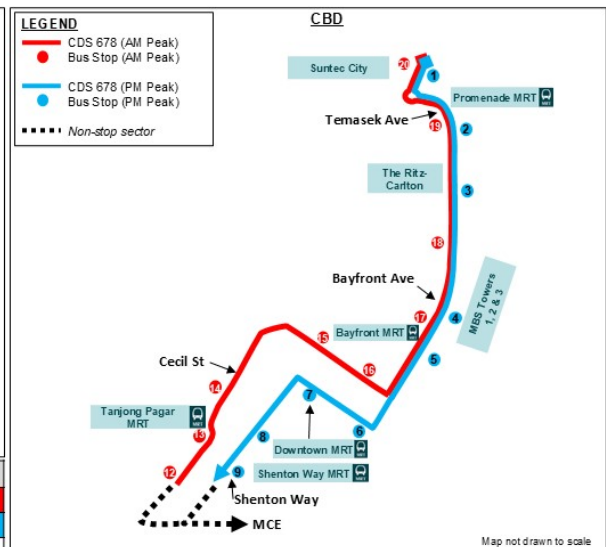 LEGEND
CDS 678 (AM Peak)
Bus Stop (AM Peak)
CDS 678 (PM Peak)
Bus Stop (PM Peak)
Non-stop sector
CBD
Suntec City
20
1
Promenade MRT
Temasek Ave
19
2
The Ritz-
Carlton
3
18
Bayfront Ave
MBS Towers
1, 2 & 3
17
4
Bayfront MRT
15
5
Cecil St
16
14
7
Tanjong Pagar
MRT
13
8
6
Downtown MRT
12
9
Shenton Way MRT
Shenton Way
MCE
Map not drawn to scale